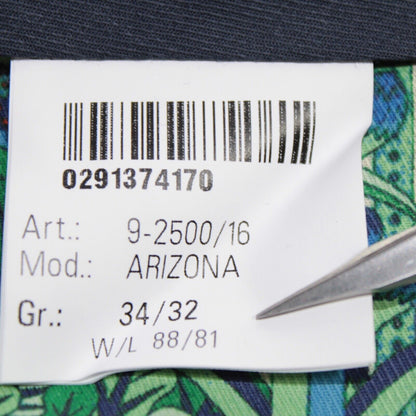 0291374170
Art.: 9-2500/16
Mod.: ARIZONA
Gr.: 34/32
W/L 88/81